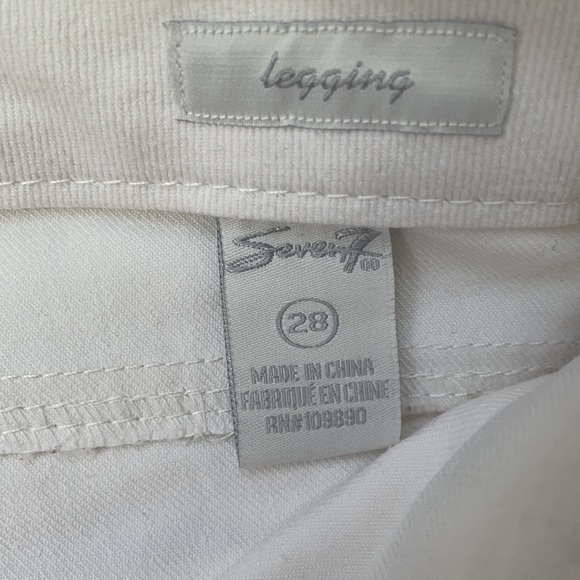 legging
Seven7
28
MADE IN CHINA
FABRIQUÉ EN CHINE
RN#109890